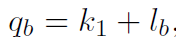 q_b = k_1 + l_b,